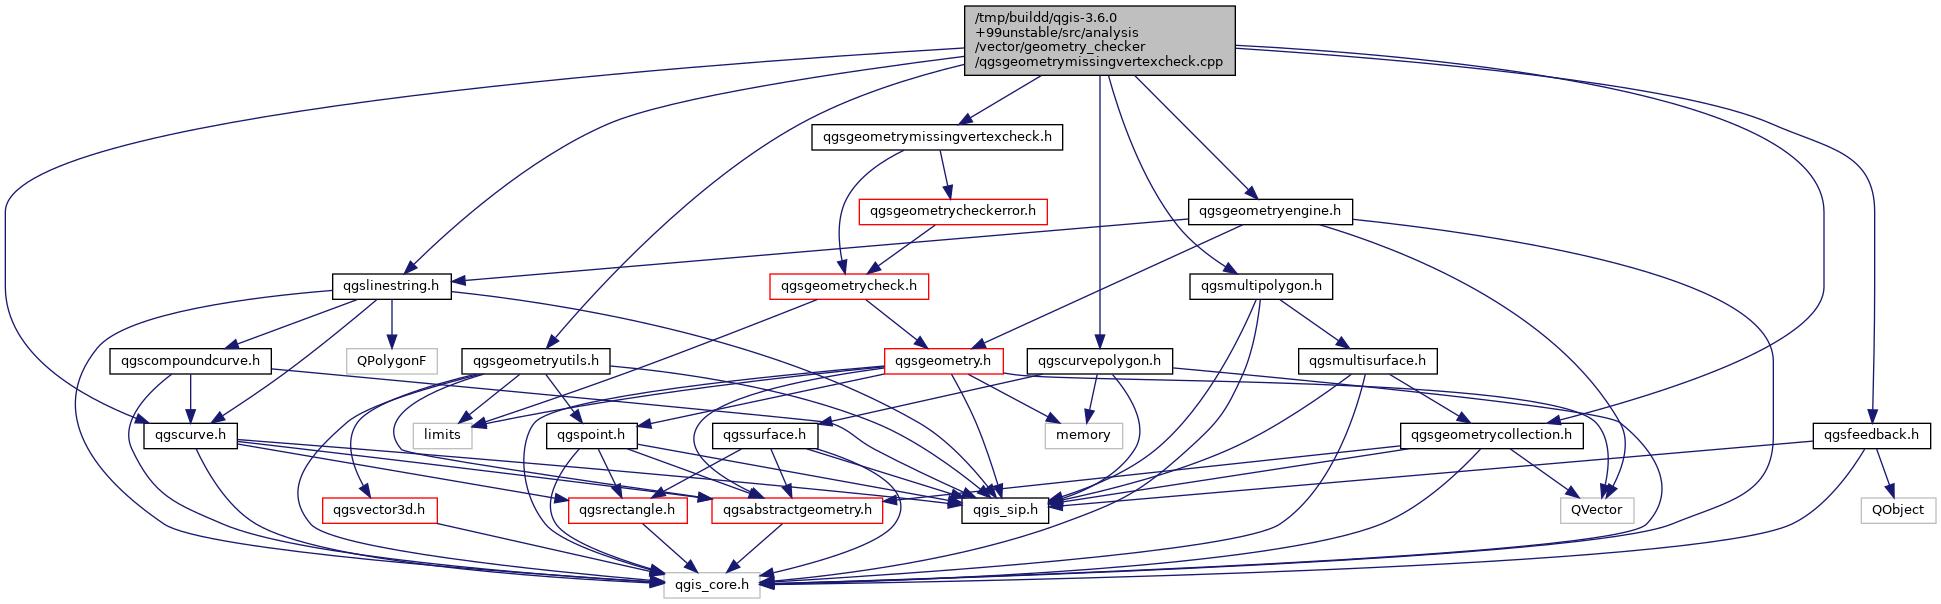 /tmp/buildd/qgis-3.6.0
+99unstable/src/analysis
/vector/geometry_checker
/qgsgeometrymissingvertexcheck.cpp
qgsgeometrymissingvertexcheck.h
qgsgeometrycheckerror.h
qgsgeometryengine.h
qgslinestring.h
qgsgeometrycheck.h
qgsmultipolygon.h
qgscompoundcurve.h
QPolygonF
qgsgeometryutils.h
qgsgeometry.h
qgscurvepolygon.h
qgsmultisurface.h
qgscurve.h
limits
qgspoint.h
qgssurface.h
memory
qgsgeometrycollection.h
qgsfeedback.h
qgsvector3d.h
qgsrectangle.h
qgsabstractgeometry.h
qgis_sip.h
QVector
QObject
qgis_core.h